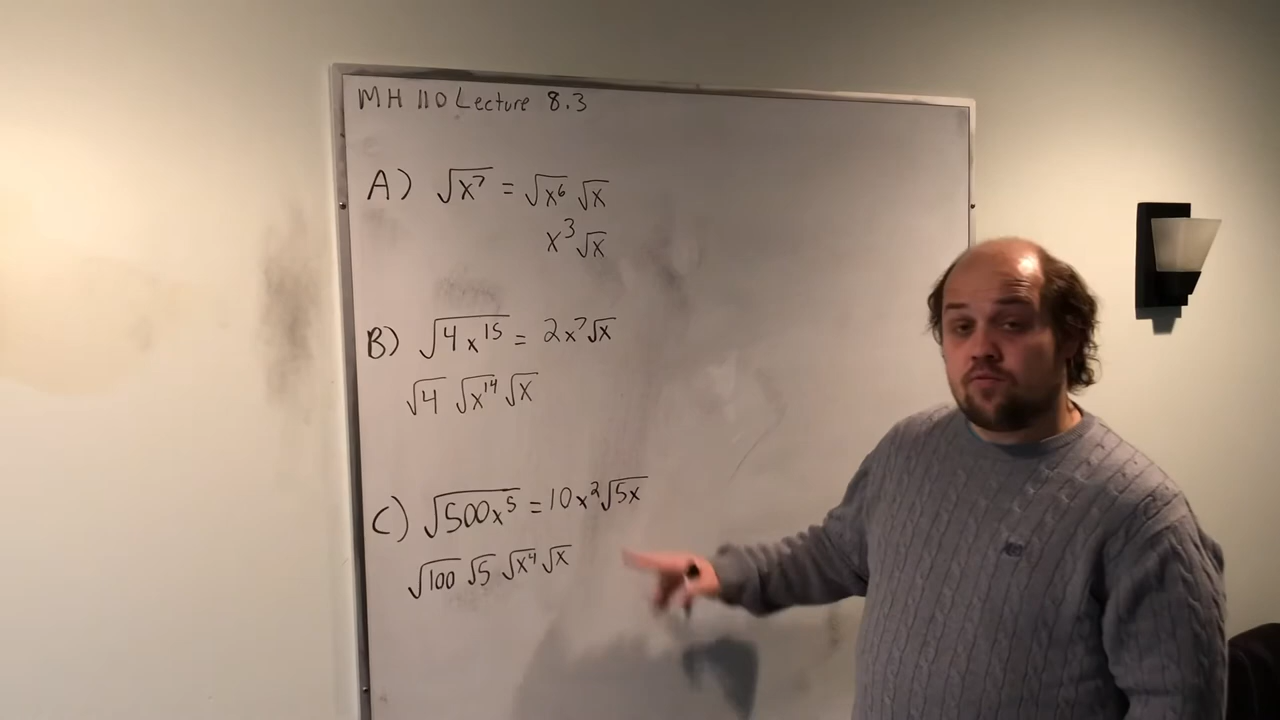 MH 110 Lecture 8.3
A) √x⁷ = √x⁶ √x
x³√x
B) √4x¹⁵ = 2x⁷√x
√4 √x¹⁴ √x
C) √500x⁵ = 10x²√5x
√100 √5 √x⁴ √x